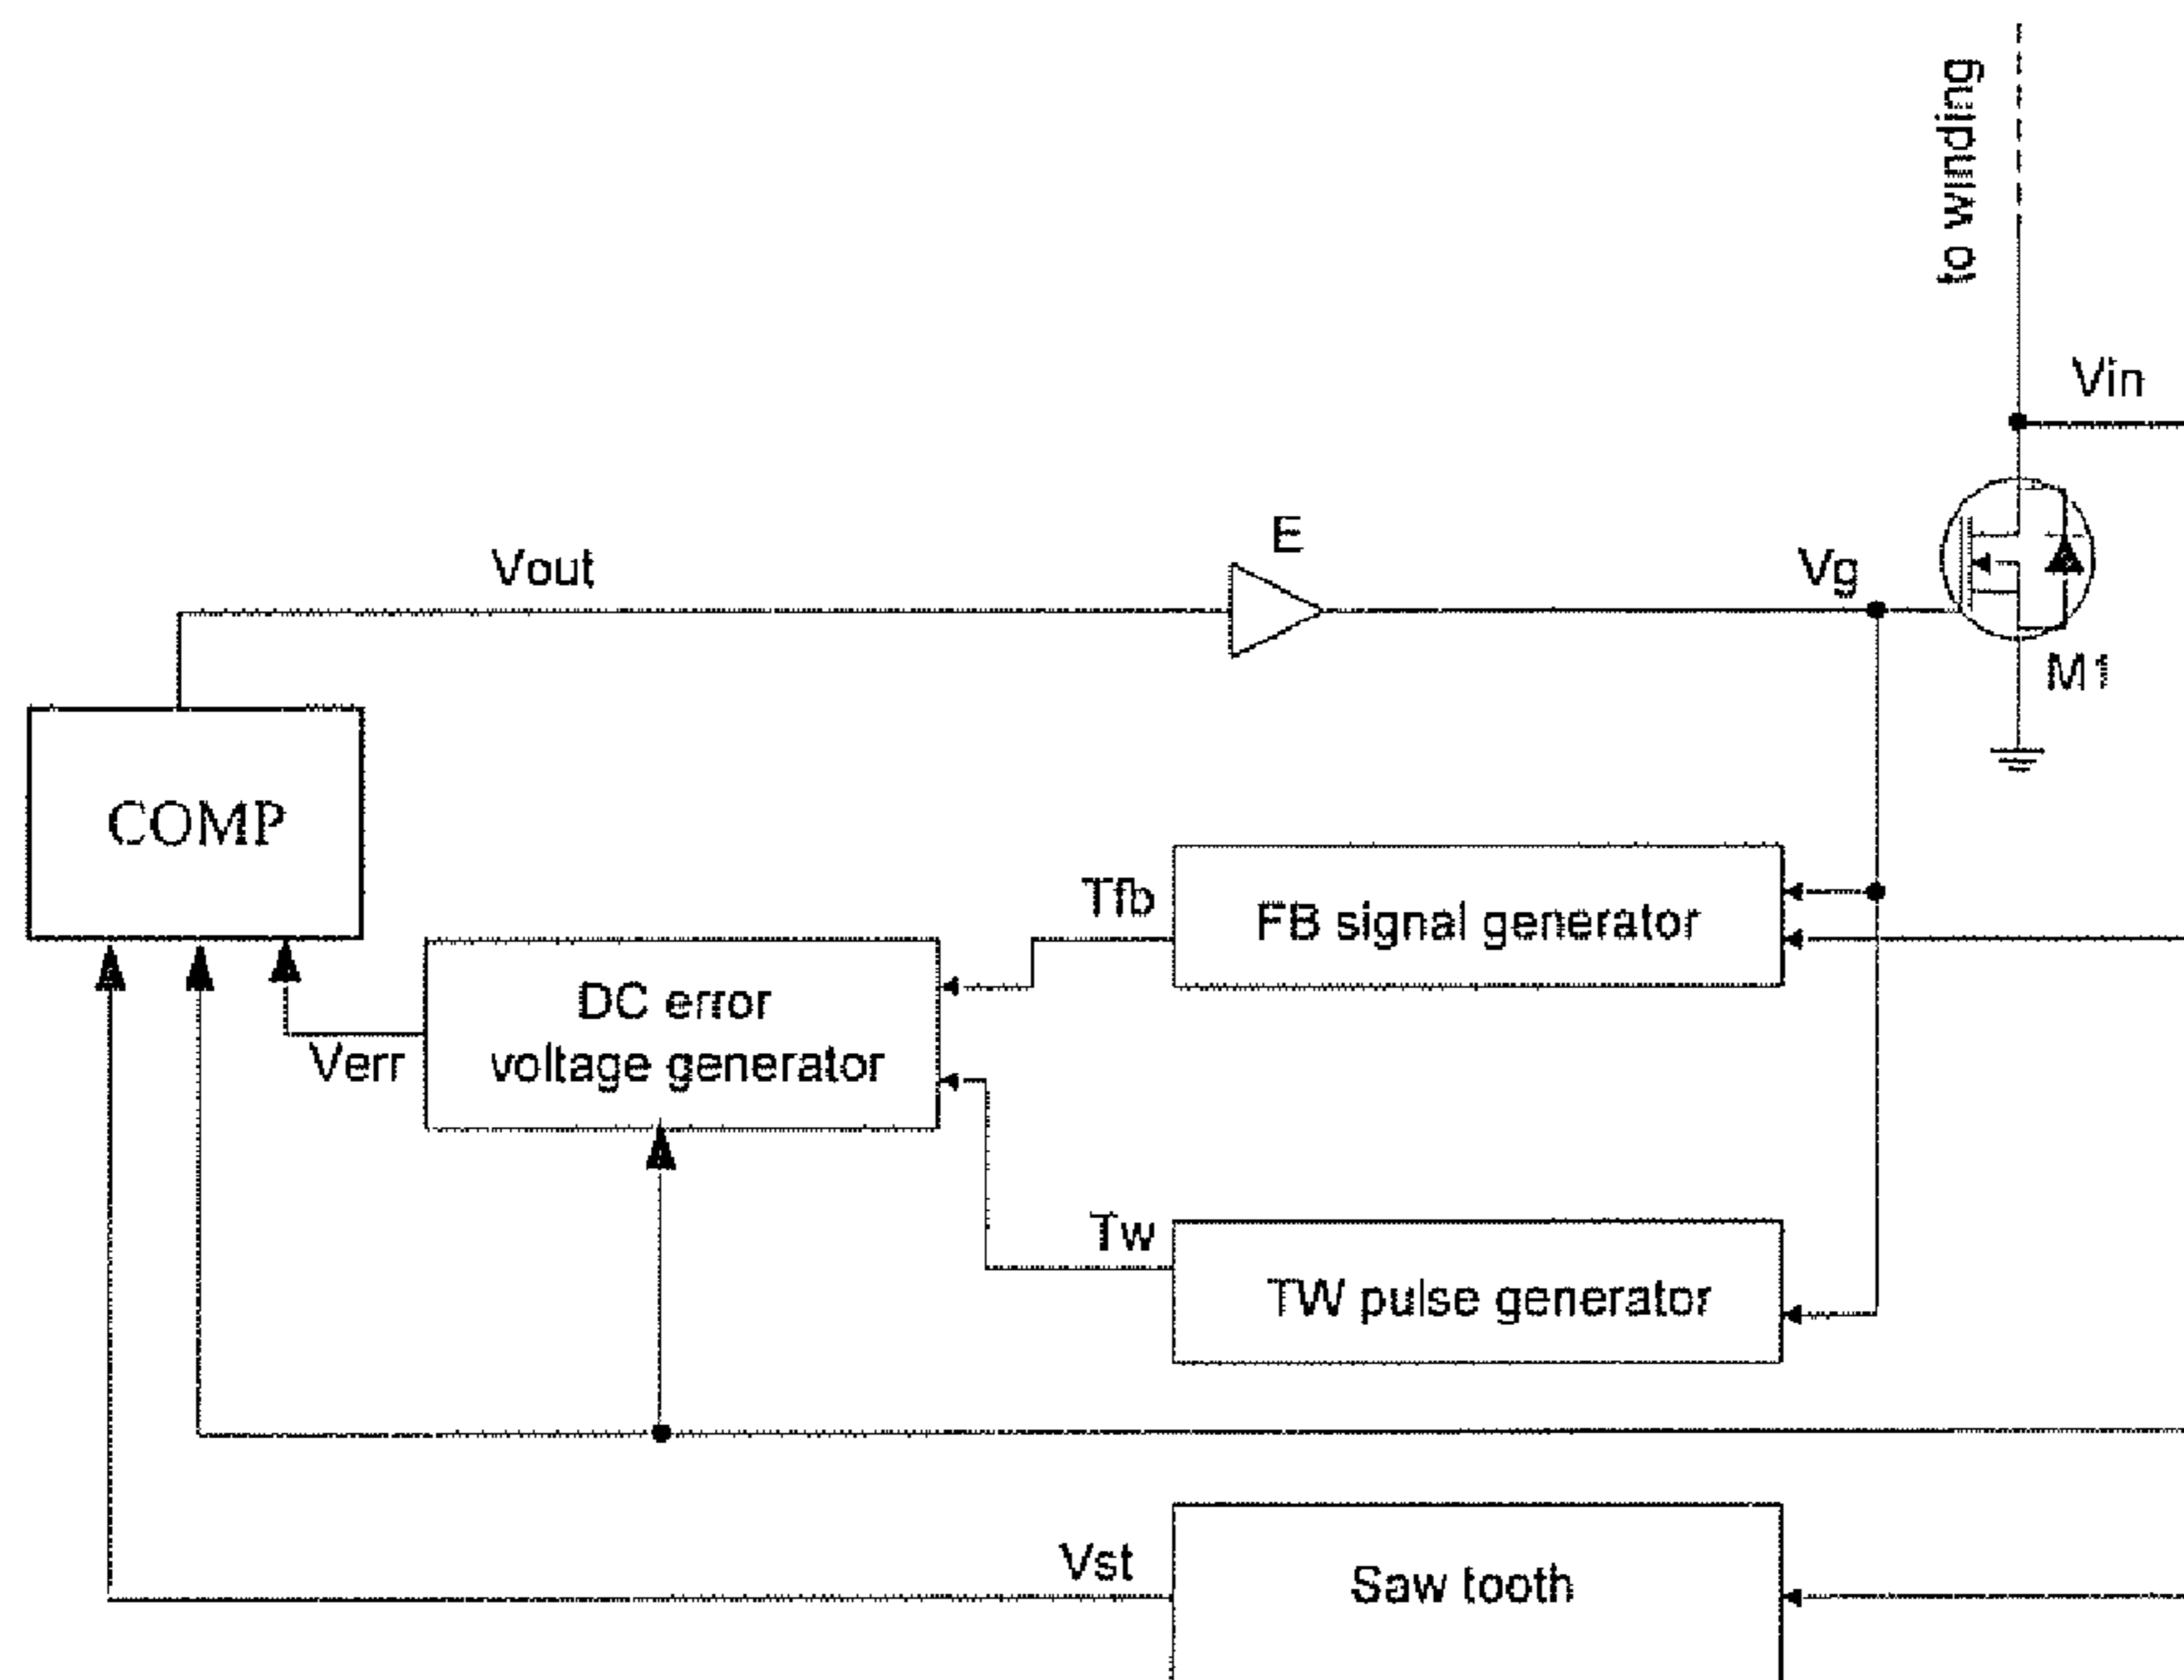 to winding
Vin
E
Vout
Vg
M1
COMP
Tfb
FB signal generator
DC error
voltage generator
Verr
Tw
TW pulse generator
Vst
Saw tooth